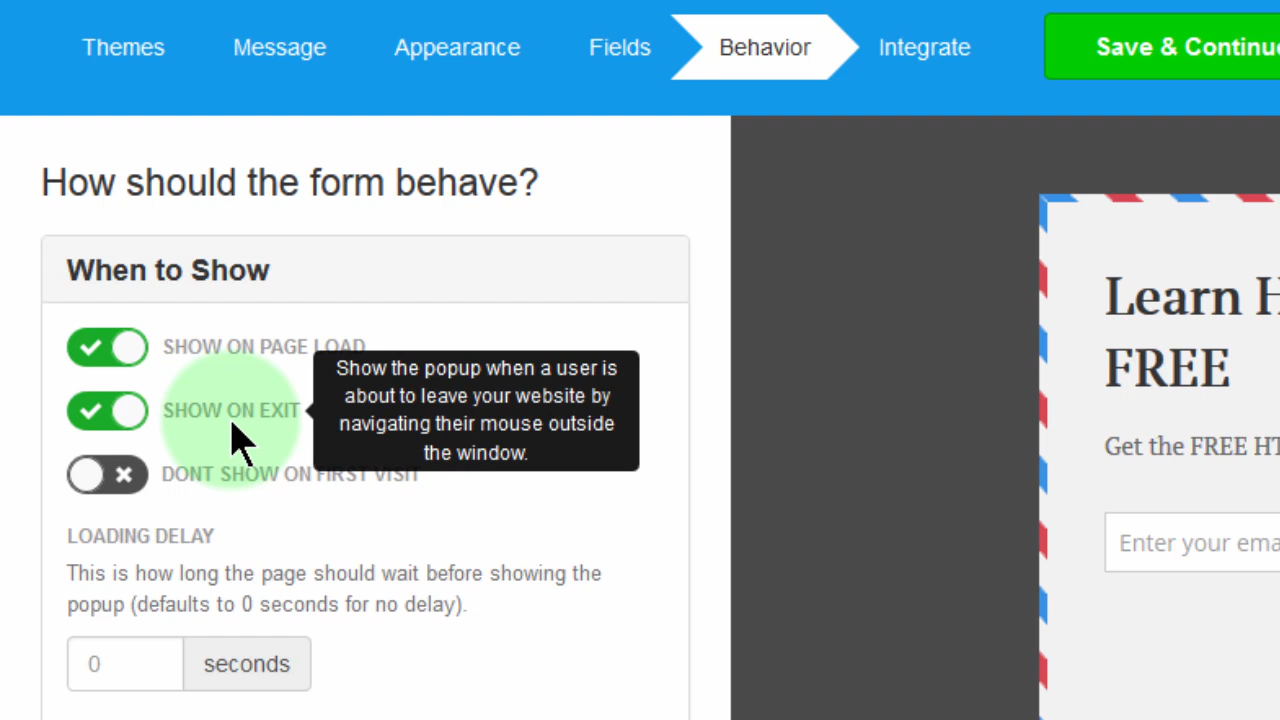 Themes Message Appearance Fields Behavior Integrate Save & Continue
How should the form behave?
When to Show
SHOW ON PAGE LOAD
SHOW ON EXIT
Show the popup when a user is
about to leave your website by
navigating their mouse outside
the window.
DONT SHOW ON FIRST VISIT
LOADING DELAY
This is how long the page should wait before showing the
popup (defaults to 0 seconds for no delay).
0 seconds
Learn
FREE
Get the FREE
Enter your